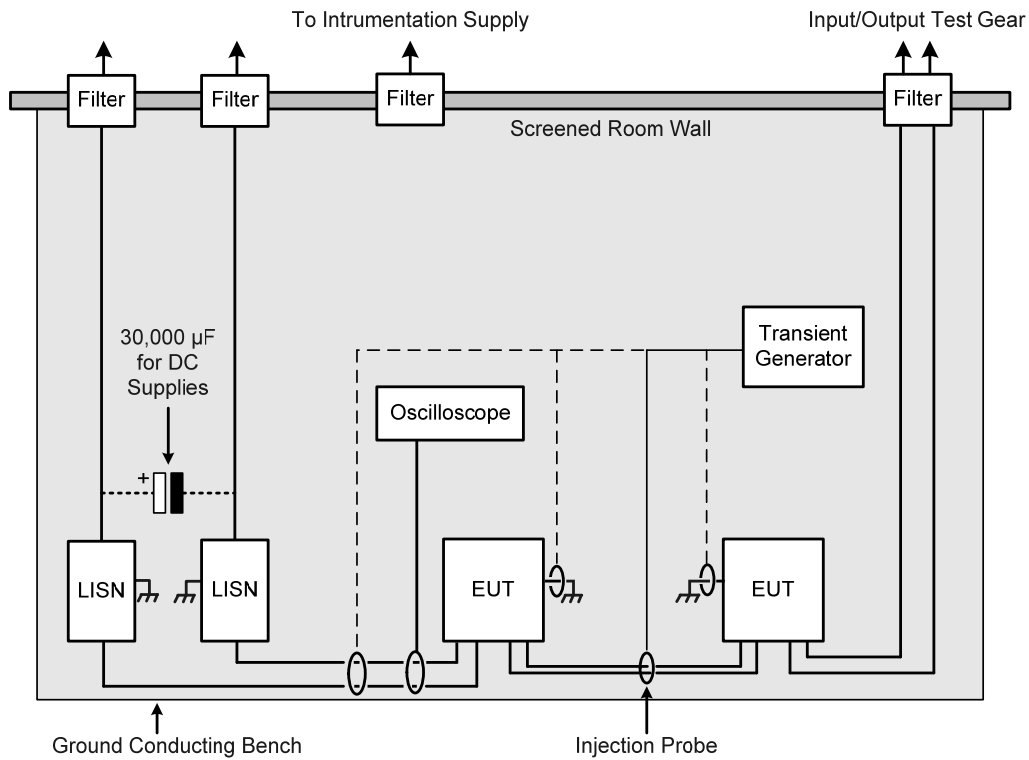 To Intrumentation Supply
Input/Output Test Gear
Filter
Filter
Filter
Filter
Screened Room Wall
30,000 µF
for DC
Supplies
+
Transient
Generator
Oscilloscope
LISN
LISN
EUT
EUT
Ground Conducting Bench
Injection Probe